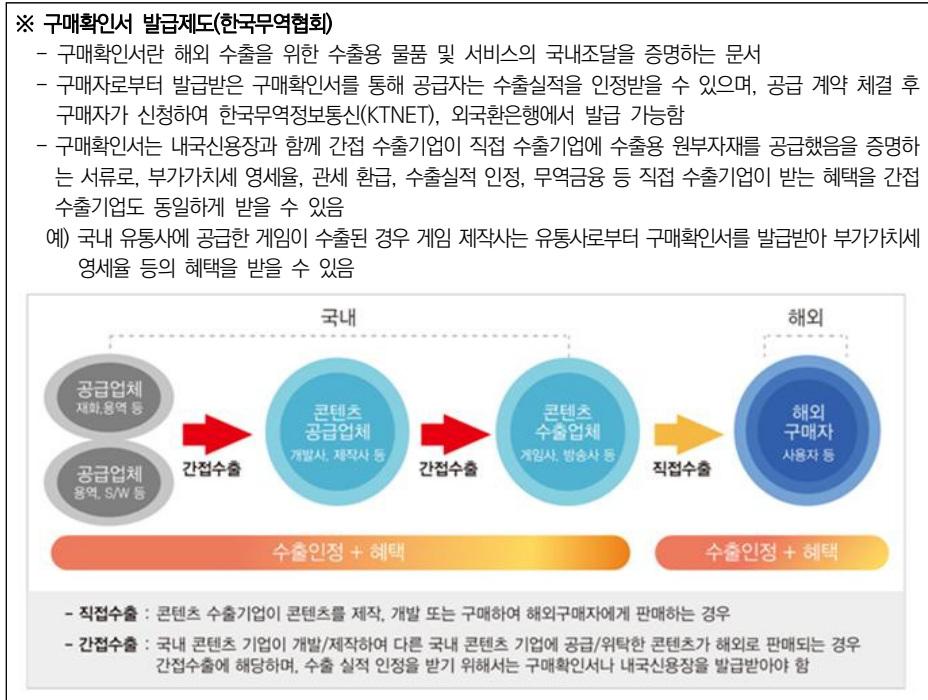 ※ 구매확인서 발급제도(한국무역협회)
- 구매확인서란 해외 수출을 위한 수출용 물품 및 서비스의 국내조달을 증명하는 문서
- 구매자로부터 발급받은 구매확인서를 통해 공급자는 수출실적을 인정받을 수 있으며, 공급 계약 체결 후
구매자가 신청하여 한국무역정보통신(KTNET), 외국환은행에서 발급 가능함
- 구매확인서는 내국신용장과 함께 간접 수출기업이 직접 수출기업에 수출용 원부자재를 공급했음을 증명하
는 서류로, 부가가치세 영세율, 관세 환급, 수출실적 인정, 무역금융 등 직접 수출기업이 받는 혜택을 간접
수출기업도 동일하게 받을 수 있음
예) 국내 유통사에 공급한 게임이 수출된 경우 게임 제작사는 유통사로부터 구매확인서를 발급받아 부가가치세
영세율 등의 혜택을 받을 수 있음
국내
해외
공급업체
재화,용역 등
공급업체
용역, S/W 등
간접수출
콘텐츠
공급업체
개발사, 제작사 등
간접수출
콘텐츠
수출업체
게임사, 방송사 등
직접수출
해외
구매자
사용자 등
수출인정 + 혜택
수출인정 + 혜택
- 직접수출 : 콘텐츠 수출기업이 콘텐츠를 제작, 개발 또는 구매하여 해외구매자에게 판매하는 경우
- 간접수출 : 국내 콘텐츠 기업이 개발/제작하여 다른 국내 콘텐츠 기업에 공급/위탁한 콘텐츠가 해외로 판매되는 경우
간접수출에 해당하며, 수출 실적 인정을 받기 위해서는 구매확인서나 내국신용장을 발급받아야 함